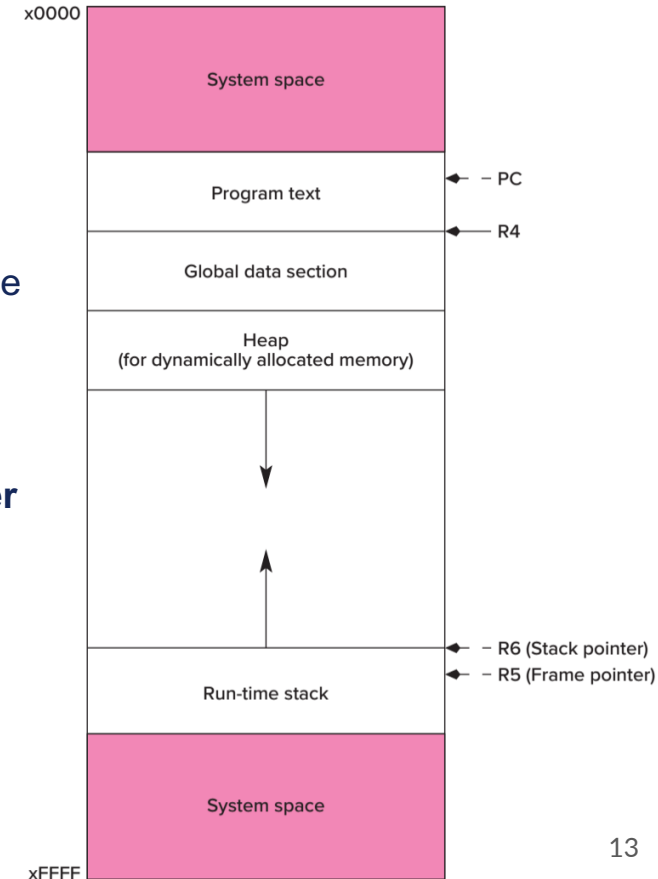 x0000
System space
PC
Program text
R4
Global data section
e
Heap
(for dynamically allocated memory)
er
R6 (Stack pointer)
R5 (Frame pointer)
Run-time stack
System space
13
xFFFF